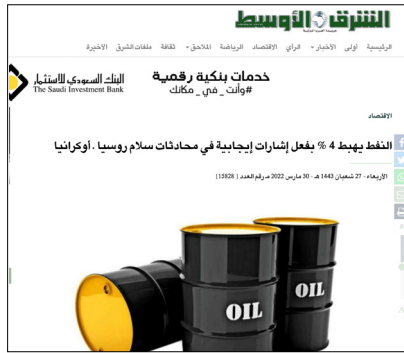 الشرق الأوسط
الرئيسية أولى الأخبار الرأي الاقتصاد الرياضة الملاحق ثقافة ملفات الشرق الأخيرة
خدمات بنكية رقمية
#وأنت_في_مكانك
البنك السعودي للاستثمار
The Saudi Investment Bank
الاقتصاد
النفط يهبط 4 % بفعل إشارات إيجابية في محادثات سلام روسيا ـ أوكرانيا
الأربعاء - 27 شعبان 1443 هـ - 30 مارس 2022 مـ رقم العدد [15828]
OIL
OIL